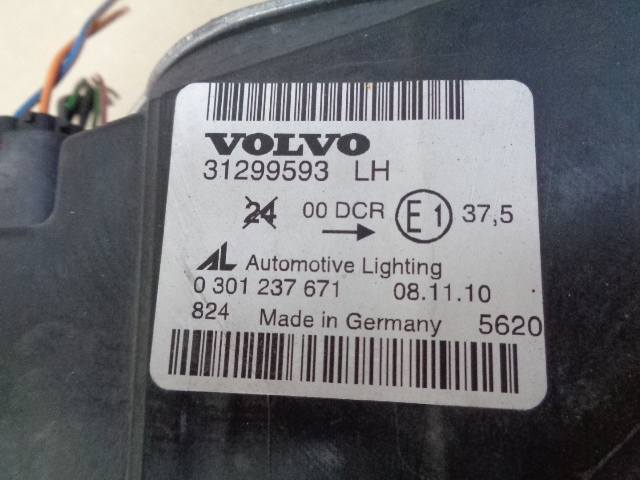 VOLVO
31299593 LH
24 00 DCR E1 37,5
AL Automotive Lighting
0 301 237 671 08.11.10
824 Made in Germany 5620